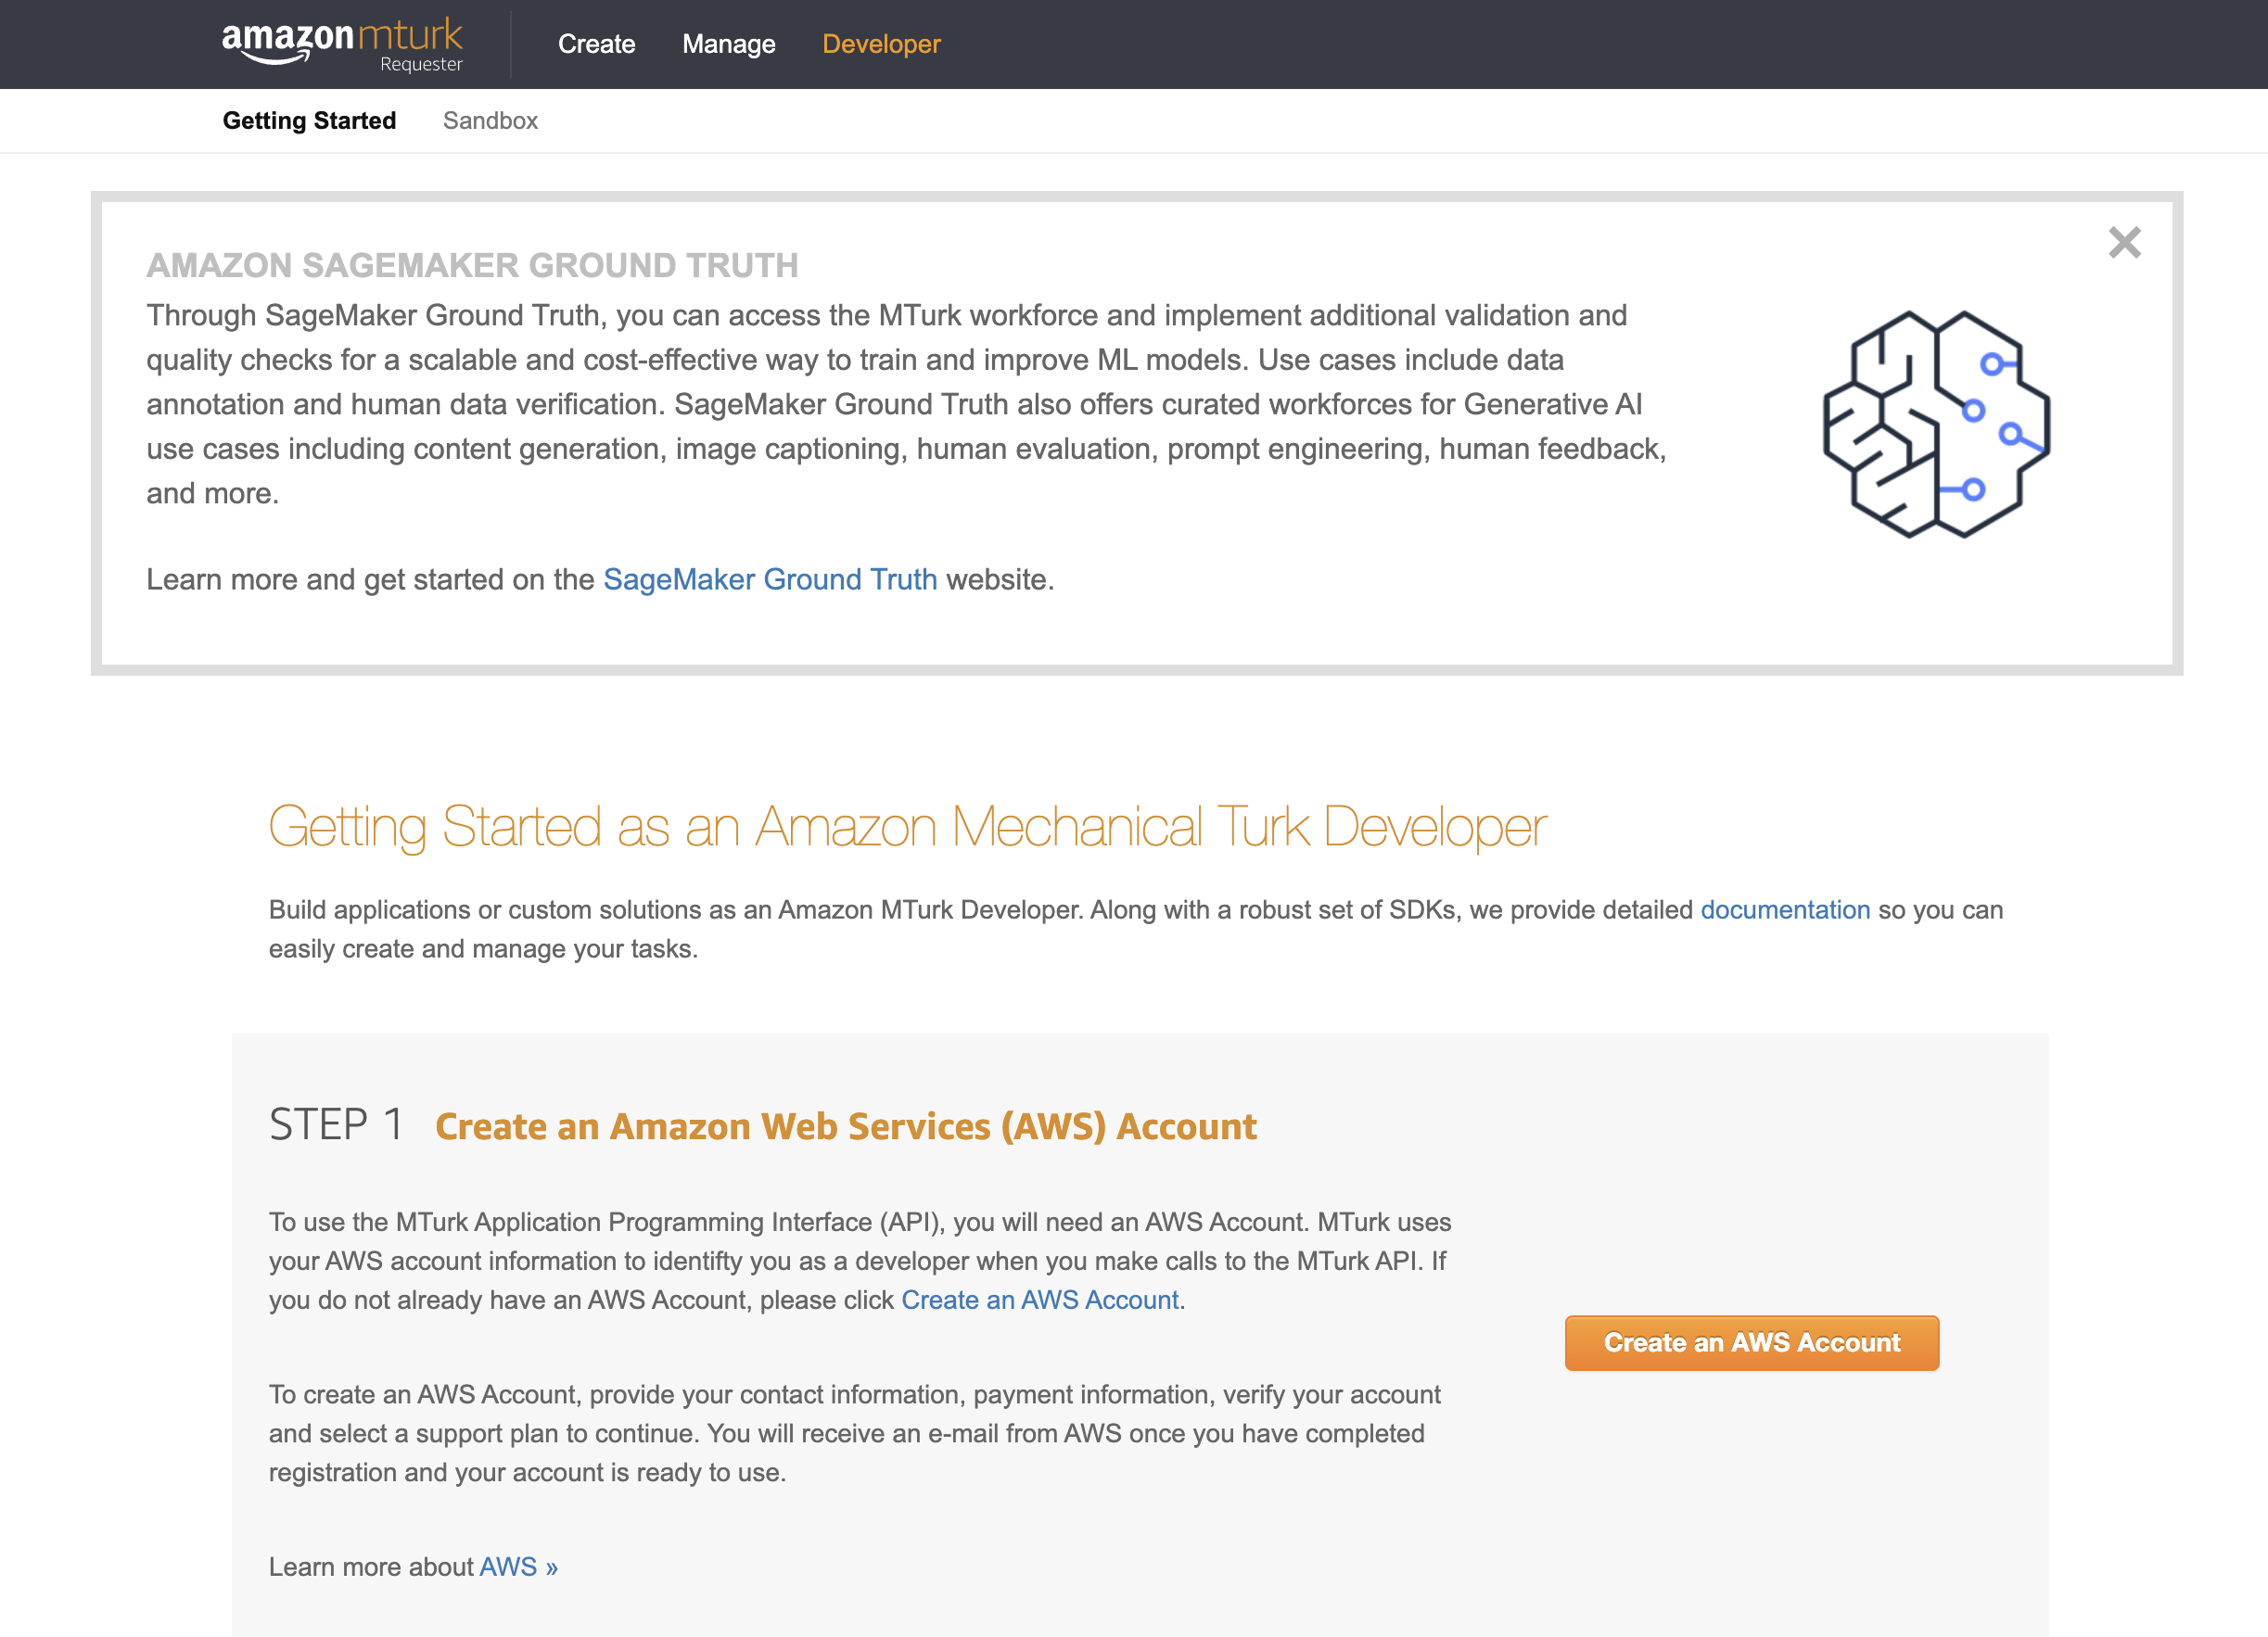 amazon mturk
Requester
Create Manage Developer
Getting Started Sandbox
AMAZON SAGEMAKER GROUND TRUTH
Through SageMaker Ground Truth, you can access the MTurk workforce and implement additional validation and
quality checks for a scalable and cost-effective way to train and improve ML models. Use cases include data
annotation and human data verification. SageMaker Ground Truth also offers curated workforces for Generative AI
use cases including content generation, image captioning, human evaluation, prompt engineering, human feedback,
and more.
Learn more and get started on the SageMaker Ground Truth website.
Getting Started as an Amazon Mechanical Turk Developer
Build applications or custom solutions as an Amazon MTurk Developer. Along with a robust set of SDKs, we provide detailed documentation so you can
easily create and manage your tasks.
STEP 1 Create an Amazon Web Services (AWS) Account
To use the MTurk Application Programming Interface (API), you will need an AWS Account. MTurk uses
your AWS account information to identifty you as a developer when you make calls to the MTurk API. If
you do not already have an AWS Account, please click Create an AWS Account.
Create an AWS Account
To create an AWS Account, provide your contact information, payment information, verify your account
and select a support plan to continue. You will receive an e-mail from AWS once you have completed
registration and your account is ready to use.
Learn more about AWS »